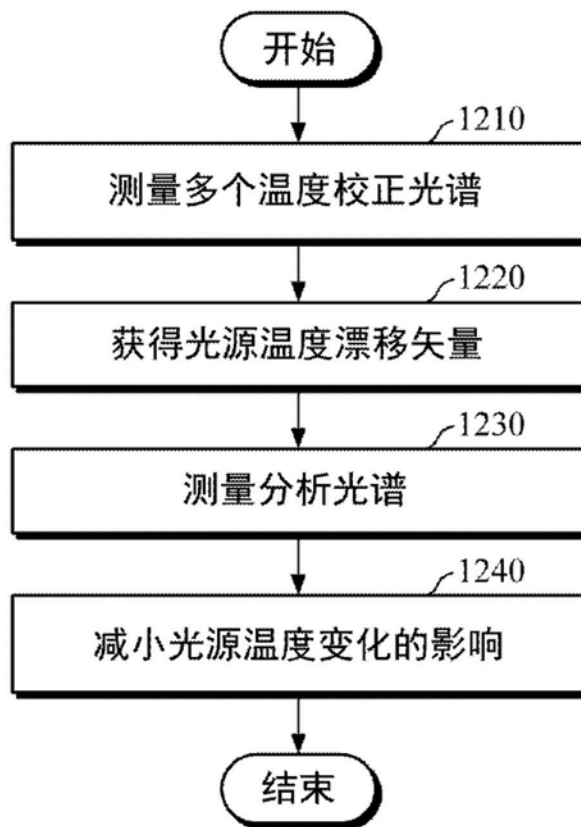 开始
1210
测量多个温度校正光谱
1220
获得光源温度漂移矢量
1230
测量分析光谱
1240
减小光源温度变化的影响
结束